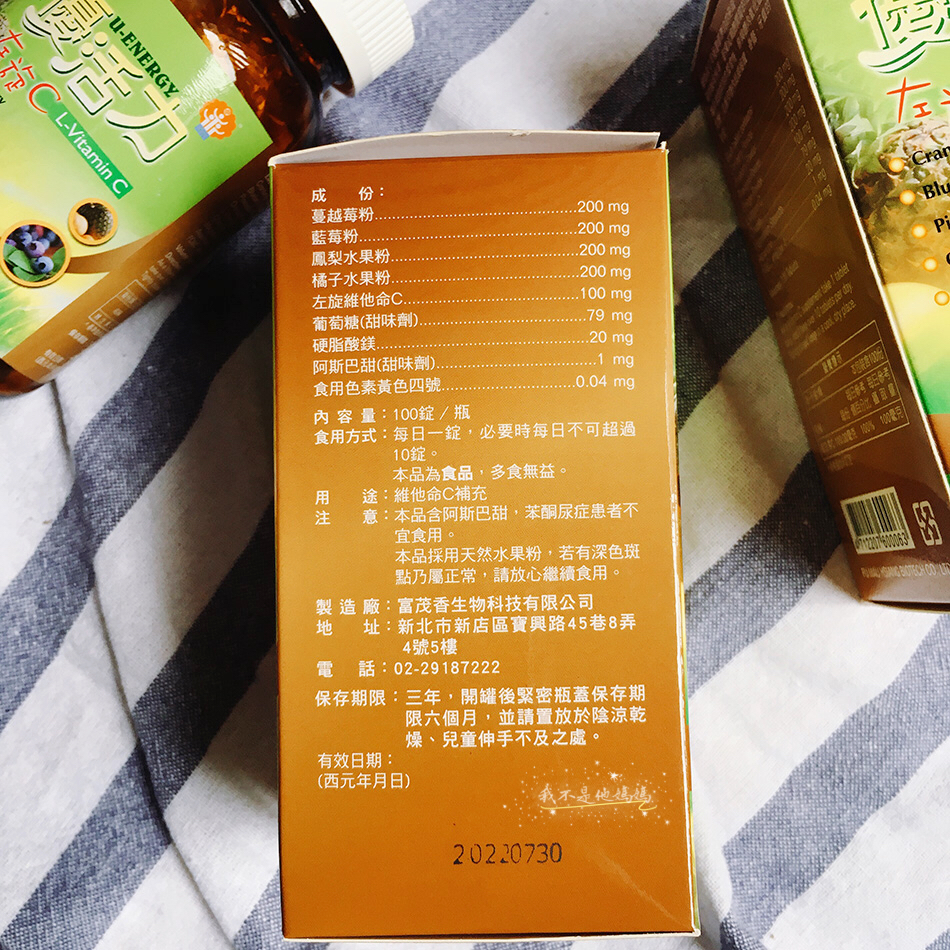 優活力
U-ENERGY
左旋C
L-Vitamin C
成 份：
蔓越莓粉...200 mg
藍莓粉...200 mg
鳳梨水果粉...200 mg
橘子水果粉...200 mg
左旋維他命C...100 mg
葡萄糖(甜味劑)...79 mg
硬脂酸鎂...20 mg
阿斯巴甜(甜味劑)...1 mg
食用色素黃色四號...0.04 mg
內 容 量：100錠／瓶
食用方式：每日一錠，必要時每日不可超過
10錠。
本品為食品，多食無益。
用 途：維他命C補充
注 意：本品含阿斯巴甜，苯酮尿症患者不
宜食用。
本品採用天然水果粉，若有深色斑
點乃屬正常，請放心繼續食用。
製 造 廠：富茂香生物科技有限公司
地 址：新北市新店區寶興路45巷8弄
4號5樓
電 話：02-29187222
保存期限：三年，開罐後緊密瓶蓋保存期
限六個月，並請置放於陰涼乾
燥、兒童伸手不及之處。
有效日期：
(西元年月日)
我不是他媽媽
20220730
左
Cran
Blu
Pi